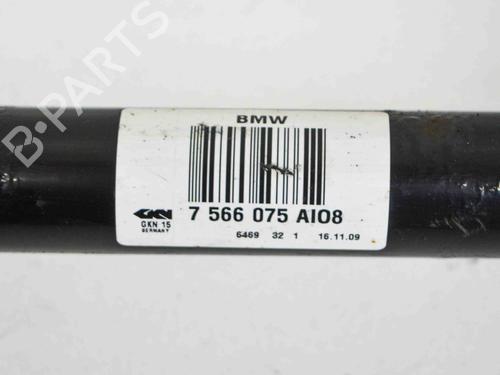 B-PARTS
BMW
7 566 075 AI08
GKN
GKN 15
GERMANY
6469 32 1 16.11.09